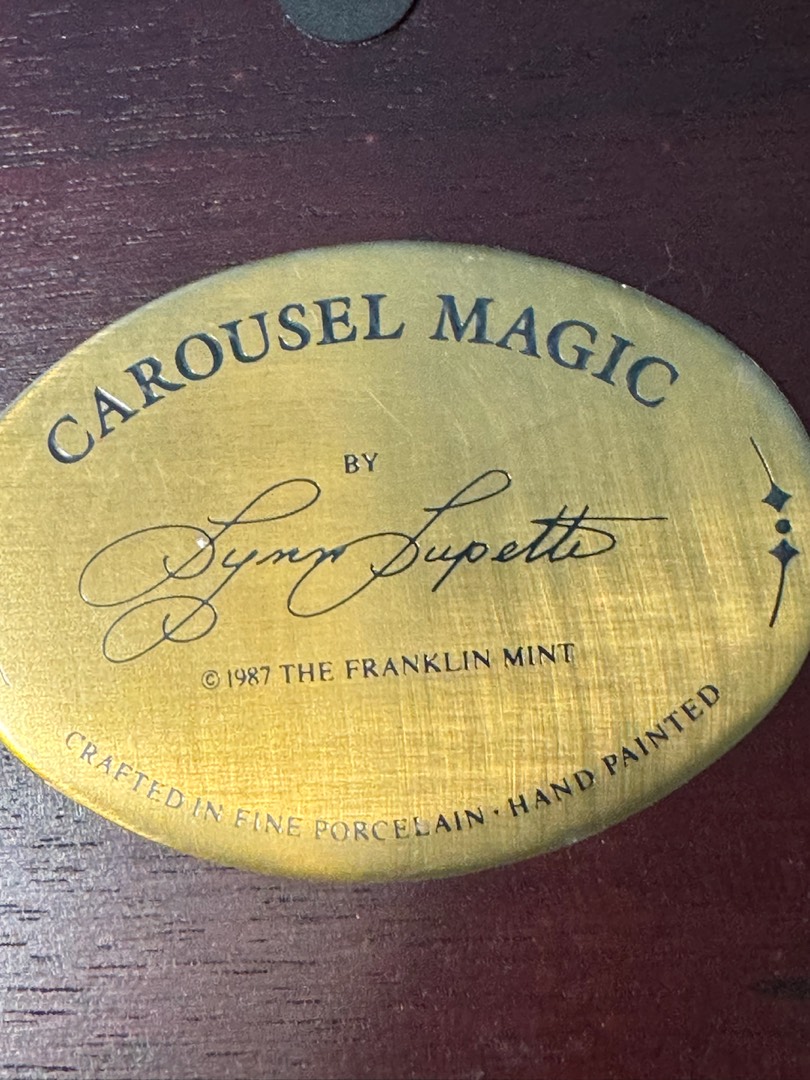 CAROUSEL MAGIC
BY
Lynn Lupetti
© 1987 THE FRANKLIN MINT
CRAFTED IN FINE PORCELAIN · HAND PAINTED